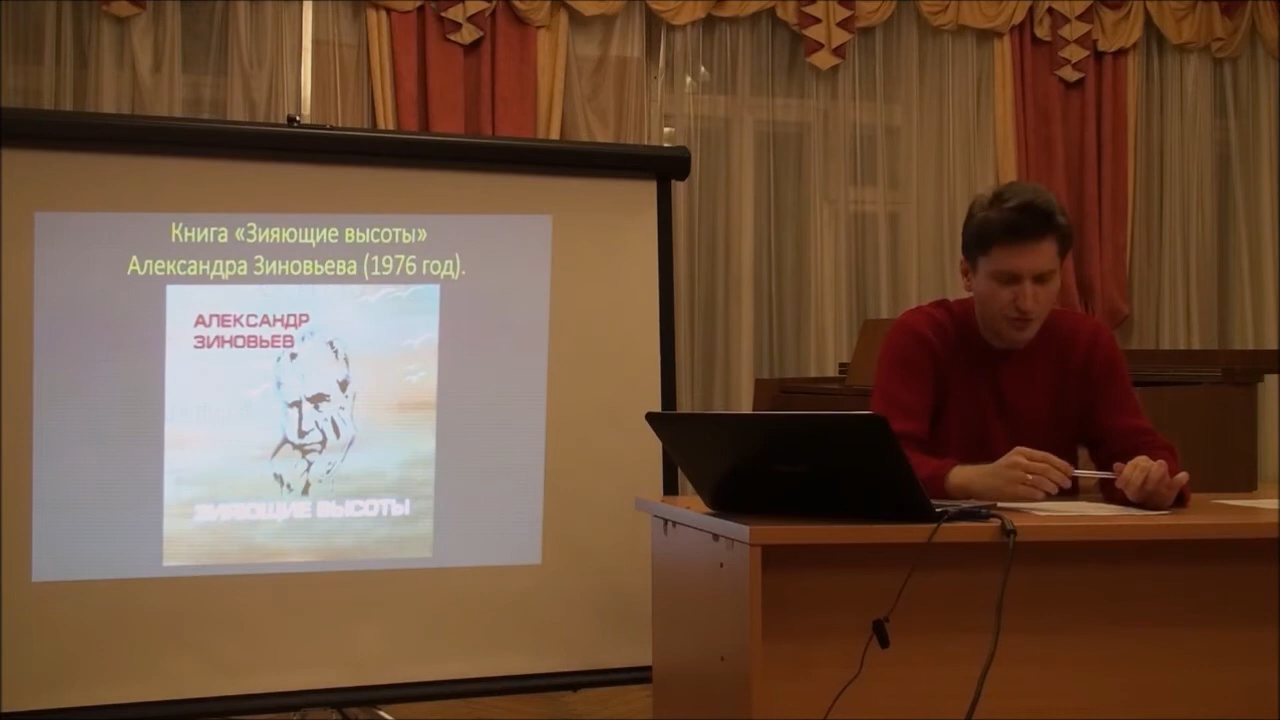 Книга «Зияющие высоты»
Александра Зиновьева (1976 год).
АЛЕКСАНДР
ЗИНОВЬЕВ
ЗИЯЮЩИЕ ВЫСОТЫ